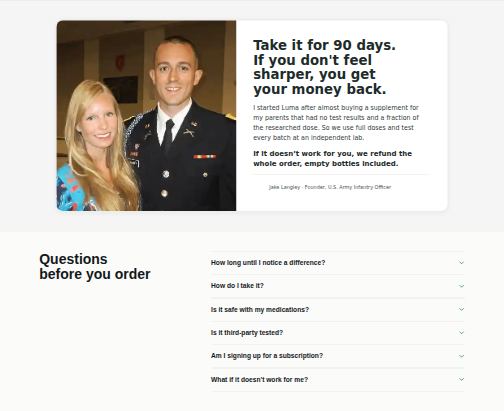 Take it for 90 days.
If you don't feel
sharper, you get
your money back.
I started Luma after almost buying a supplement for
my parents that had no test results and a fraction of
the researched dose. So we use full doses and test
every batch at an independent lab.
If it doesn't work for you, we refund the
whole order, empty bottles included.
Jake Langley · Founder, U.S. Army Infantry Officer
Questions
before you order
How long until I notice a difference?
How do I take it?
Is it safe with my medications?
Is it third-party tested?
Am I signing up for a subscription?
What if it doesn't work for me?